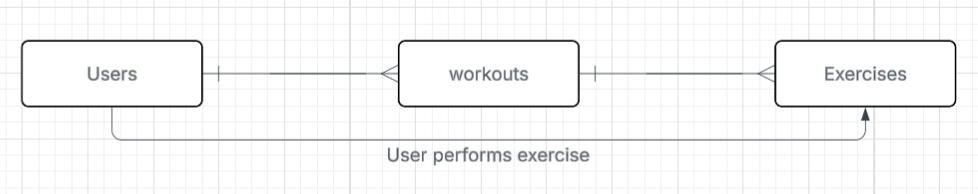 Users
workouts
Exercises
User performs exercise